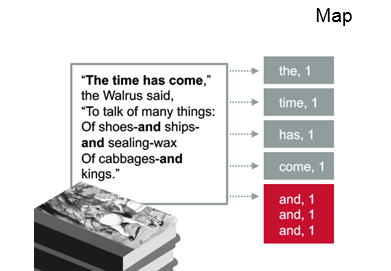 Map
“The time has come,”
the Walrus said,
“To talk of many things:
Of shoes-and ships-
and sealing-wax
Of cabbages-and
kings.”
the, 1
time, 1
has, 1
come, 1
and, 1
and, 1
and, 1